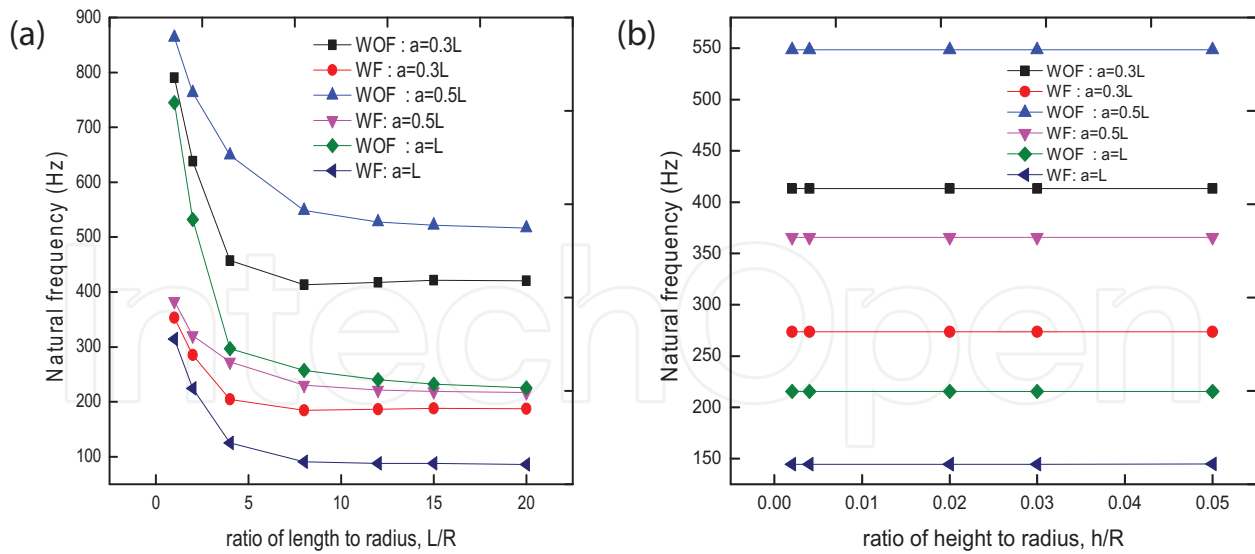 (a)
900
800
700
600
500
400
300
200
100
0
5
10
15
20
Natural frequency (Hz)
ratio of length to radius, L/R
WOF : a=0.3L
WF : a=0.3L
WOF : a=0.5L
WF: a=0.5L
WOF : a=L
WF: a=L
(b)
550
500
450
400
350
300
250
200
150
0.00
0.01
0.02
0.03
0.04
0.05
Natural frequency (Hz)
ratio of height to radius, h/R
WOF : a=0.3L
WF : a=0.3L
WOF : a=0.5L
WF: a=0.5L
WOF : a=L
WF: a=L
IntechOpen